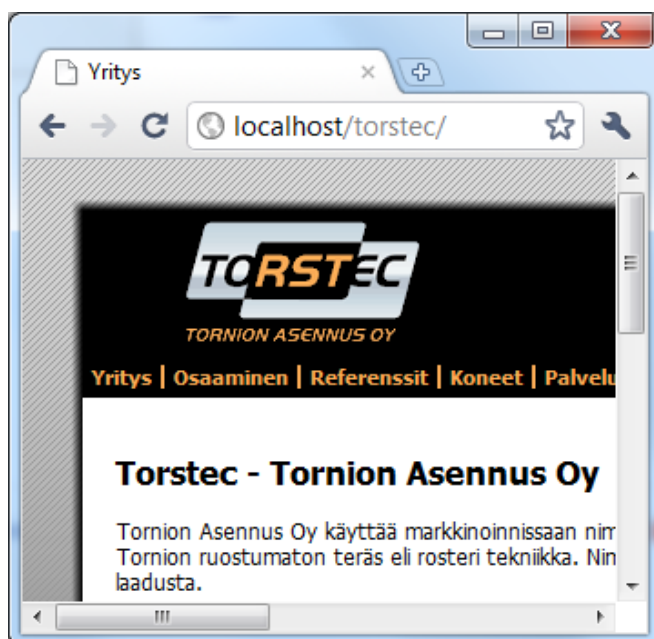 Yritys
localhost/torstec/
TORSTEC
TORNION ASENNUS OY
Yritys | Osaaminen | Referenssit | Koneet | Palvelu
Torstec - Tornion Asennus Oy
Tornion Asennus Oy käyttää markkinoinnissaan nim
Tornion ruostumaton teräs eli rosteri tekniikka. Nin
laadusta.